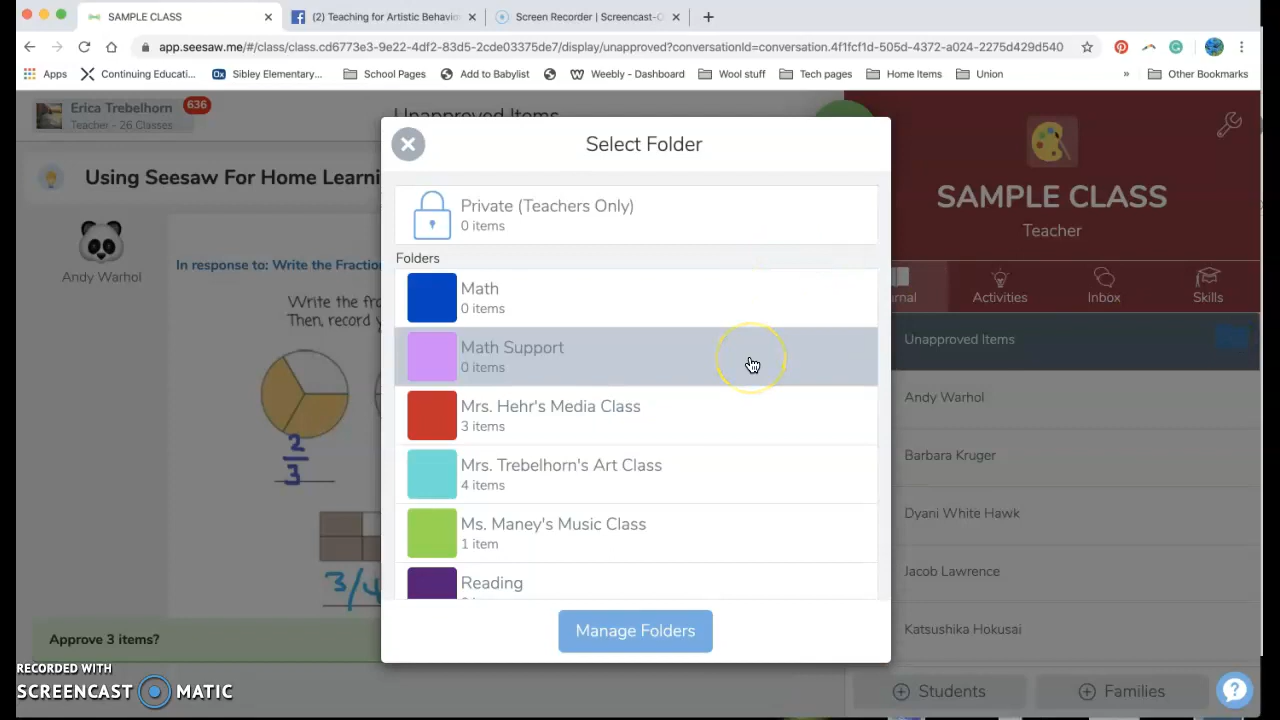 SAMPLE CLASS
(2) Teaching for Artistic Behavio
Screen Recorder | Screencast-O
app.seesaw.me/#/class/class.cd6773e3-9e22-4df2-83d5-2cde03375de7/display/unapproved?conversationId=conversation.4f1fcf1d-505d-4372-a024-2275d429d540
Apps
Continuing Educati...
Sibley Elementary...
School Pages
Add to Babylist
Weebly - Dashboard
Wool stuff
Tech pages
Home Items
Union
»
Other Bookmarks
Erica Trebelhorn
636
Teacher - 26 Classes
Unapproved Items
Using Seesaw For Home Learni
Andy Warhol
In response to: Write the Fractio
Write the fra
Then, record y
2
3
3/4
Approve 3 items?
RECORDED WITH
SCREENCAST MATIC
Select Folder
Private (Teachers Only)
0 items
Folders
Math
0 items
Math Support
0 items
Mrs. Hehr's Media Class
3 items
Mrs. Trebelhorn's Art Class
4 items
Ms. Maney's Music Class
1 item
Reading
Manage Folders
SAMPLE CLASS
Teacher
rnal
Activities
Inbox
Skills
Unapproved Items
Andy Warhol
Barbara Kruger
Dyani White Hawk
Jacob Lawrence
Katsushika Hokusai
Students
Families